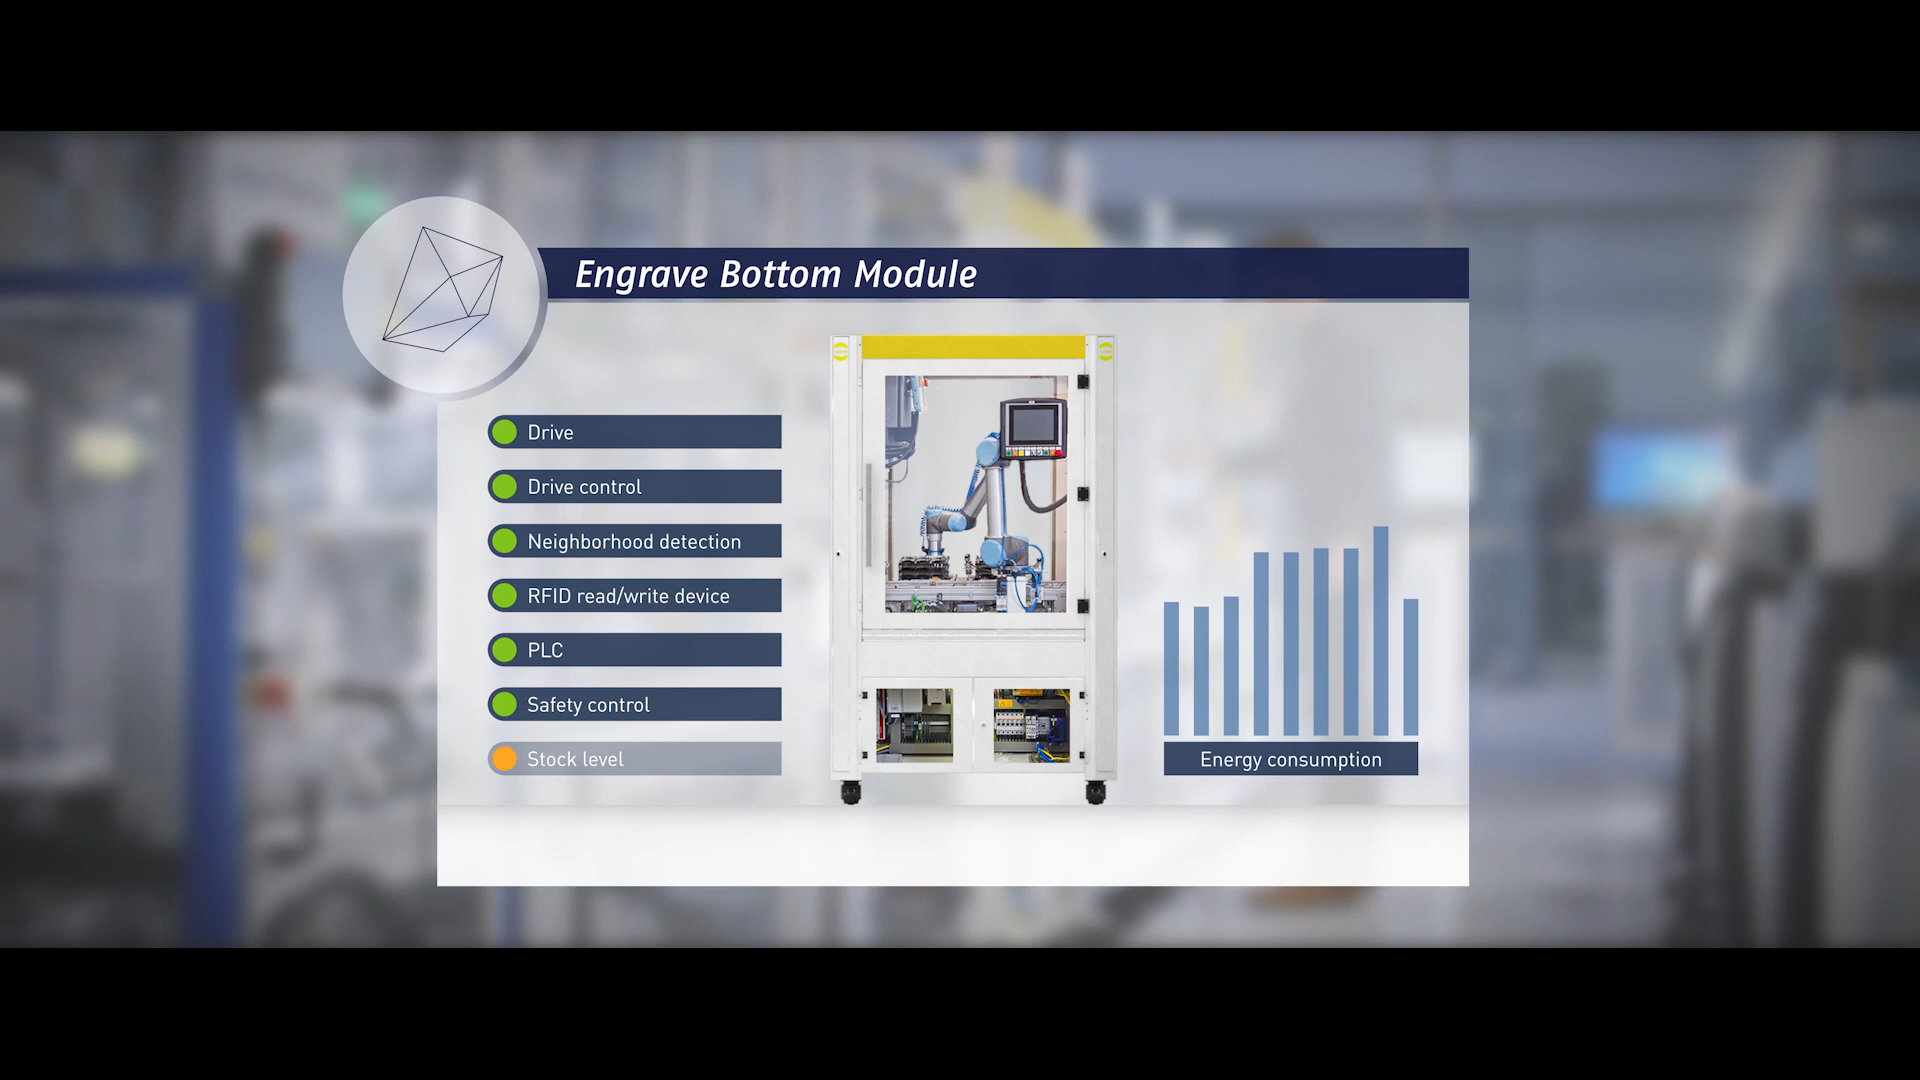 Engrave Bottom Module
Drive
Drive control
Neighborhood detection
RFID read/write device
PLC
Safety control
Stock level
Energy consumption